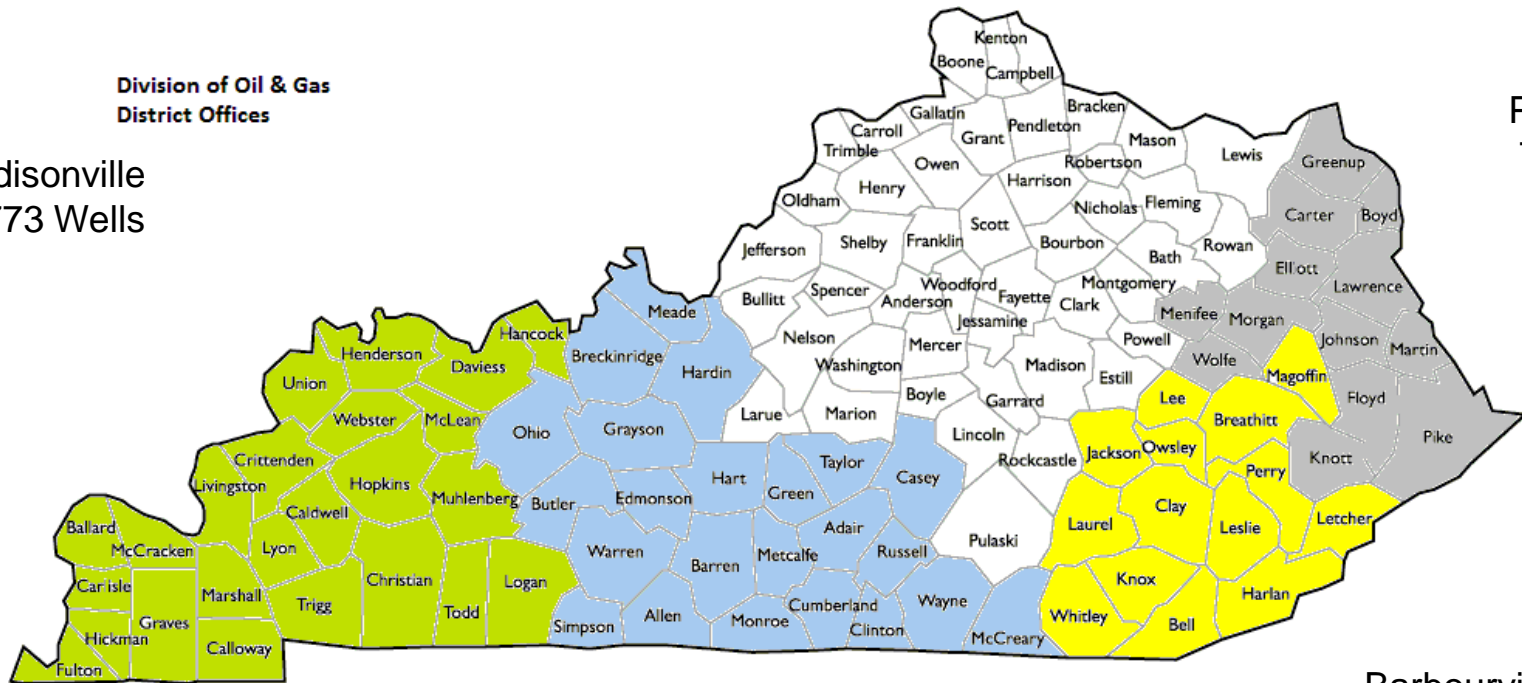 Division of Oil & Gas
District Offices
disonville
773 Wells
P
Kenton
Boone
Campbell
Gallatin
Bracken
Carroll
Grant
Pendleton
Mason
Trimble
Owen
Robertson
Lewis
Greenup
Henry
Harrison
Oldham
Nicholas
Fleming
Carter
Boyd
Scott
Jefferson
Shelby
Franklin
Bourbon
Rowan
Bath
Elliott
Woodford
Montgomery
Lawrence
Spencer
Bullitt
Anderson
Fayette
Clark
Meade
Menifee
Morgan
Jessamine
Hancock
Nelson
Powell
Johnson
Martin
Henderson
Breckinridge
Mercer
Wolfe
Daviess
Hardin
Washington
Madison
Estill
Magoffin
Union
Boyle
Lee
Floyd
Garrard
Larue
Marion
Webster
McLean
Breathitt
Ohio
Grayson
Lincoln
Pike
Crittenden
Taylor
Rockcastle
Jackson
Owsley
Knott
Livingston
Hopkins
Hart
Casey
Perry
Muhlenberg
Butler
Edmonson
Green
Caldwell
Clay
Letcher
Ballard
Adair
Laurel
Leslie
McCracken
Lyon
Warren
Metcalfe
Russell
Pulaski
Barren
Carlisle
Christian
Logan
Knox
Marshall
Trigg
Todd
Cumberland
Wayne
Harlan
Graves
Allen
Monroe
Whitley
Simpson
Clinton
Bell
Hickman
McCreary
Calloway
Fulton
Barbourvi